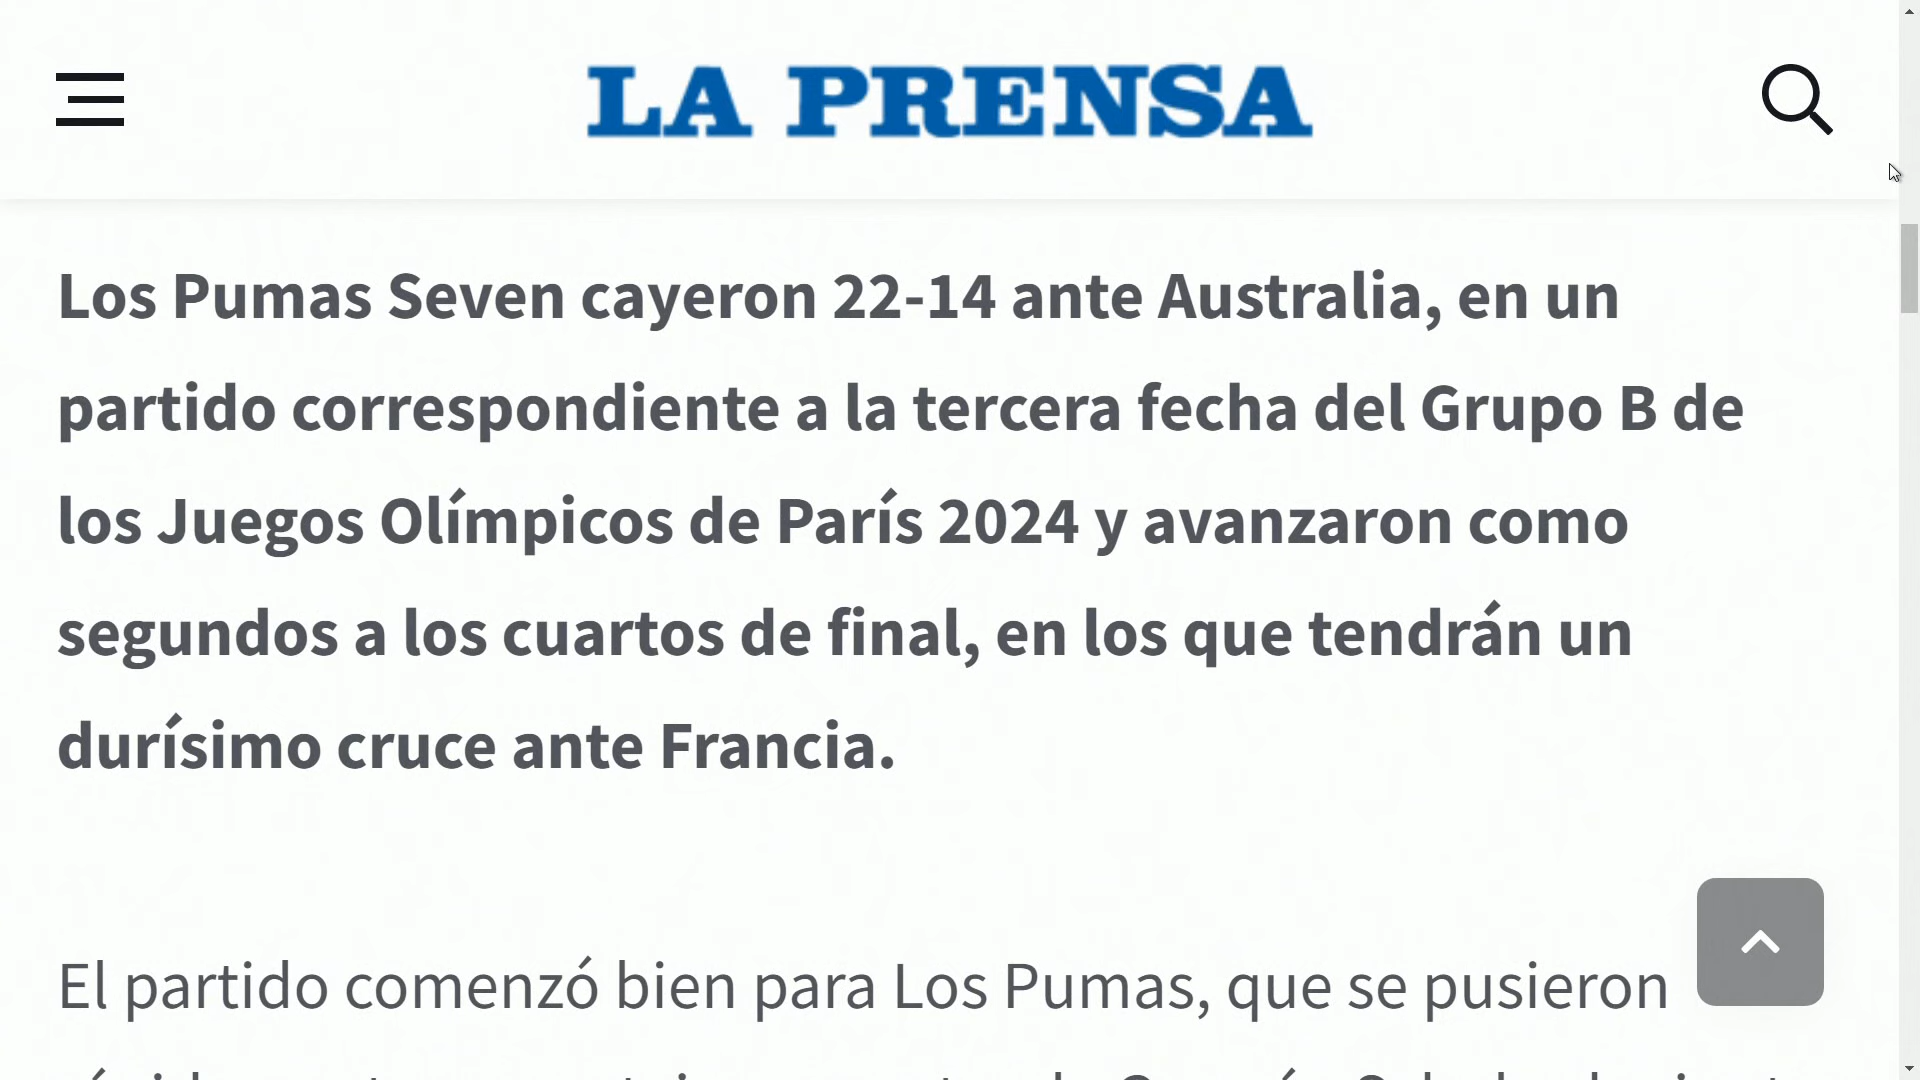 LA PRENSA
Los Pumas Seven cayeron 22-14 ante Australia, en un
partido correspondiente a la tercera fecha del Grupo B de
los Juegos Olímpicos de París 2024 y avanzaron como
segundos a los cuartos de final, en los que tendrán un
durísimo cruce ante Francia.
El partido comenzó bien para Los Pumas, que se pusieron